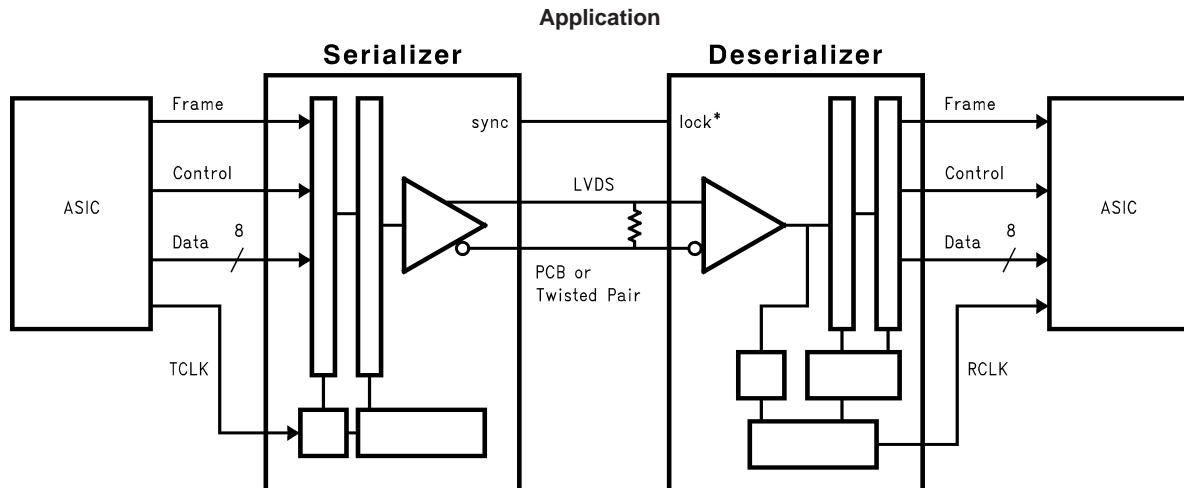 Application
Serializer
Deserializer
Frame
Control
Data
8
TCLK
ASIC
sync
lock*
LVDS
PCB or
Twisted Pair
Frame
Control
Data
8
RCLK
ASIC